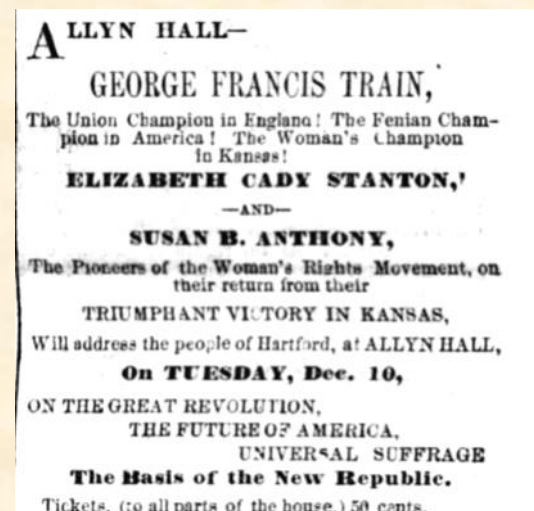 ALLYN HALL—
GEORGE FRANCIS TRAIN,
The Union Champion in England! The Fenian Cham-
pion in America! The Woman's Champion
in Kansas!
ELIZABETH CADY STANTON,'
—AND—
SUSAN B. ANTHONY,
The Pioneers of the Woman's Rights Movement, on
their return from their
TRIUMPHANT VICTORY IN KANSAS,
Will address the people of Hartford, at ALLYN HALL,
On TUESDAY, Dec. 10,
ON THE GREAT REVOLUTION,
THE FUTURE OF AMERICA,
UNIVERSAL SUFFRAGE
The Basis of the New Republic.
Tickets, (to all parts of the house,) 50 cents.